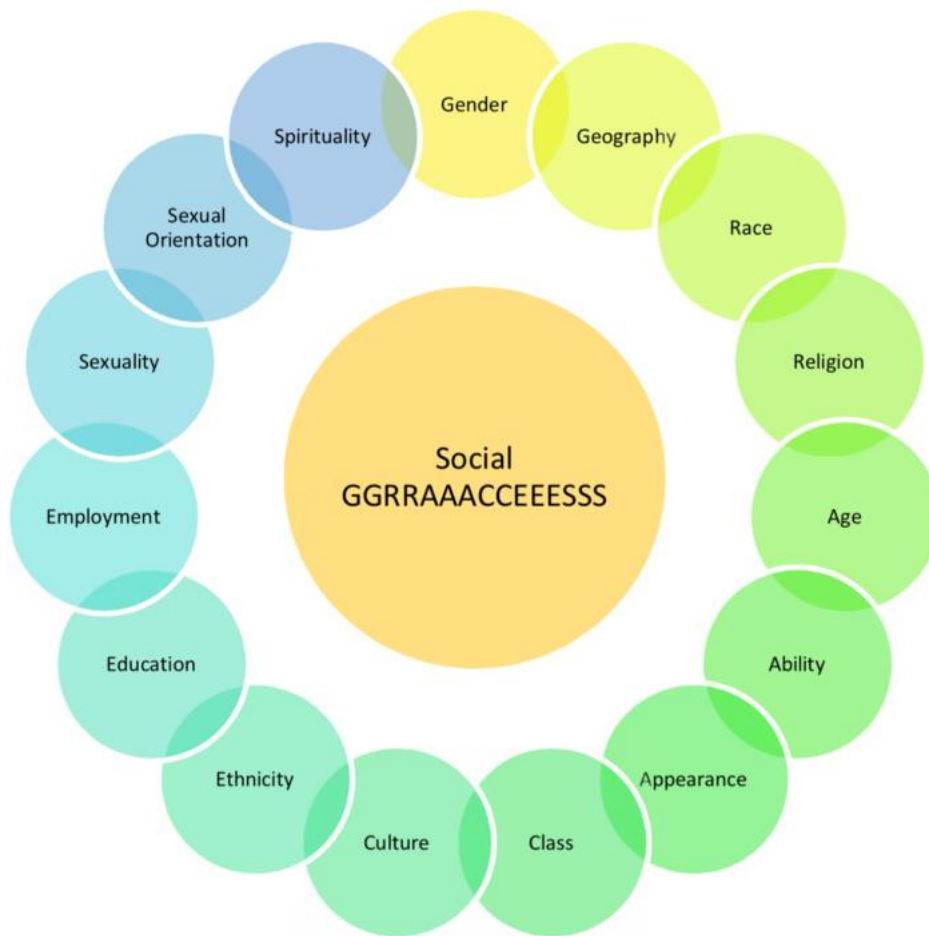 Gender
Geography
Race
Religion
Age
Ability
Appearance
Class
Culture
Ethnicity
Education
Employment
Sexuality
Sexual
Orientation
Spirituality
Social
GGRRAAACCEEESSS